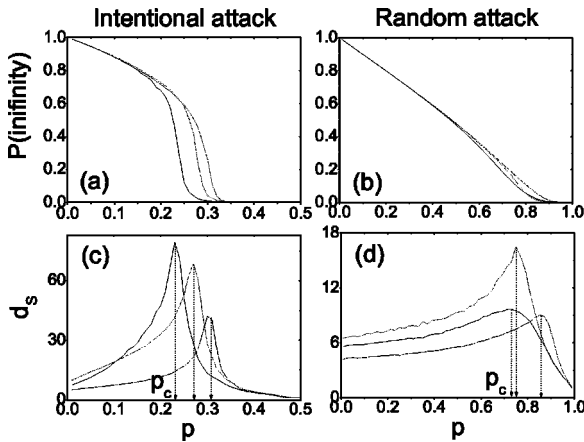 Intentional attack
Random attack
P(inifinity)
1.0
0.8
0.6
0.4
0.2
0.0
(a)
0.0 0.1 0.2 0.3 0.4 0.5
1.0
0.8
0.6
0.4
0.2
0.0
(b)
0.0 0.2 0.4 0.6 0.8 1.0
d_s
60
30
0
(c)
p_c
0.0 0.1 0.2 0.3 0.4 0.5
p
18
12
6
0
(d)
p_c
0.0 0.2 0.4 0.6 0.8 1.0
p